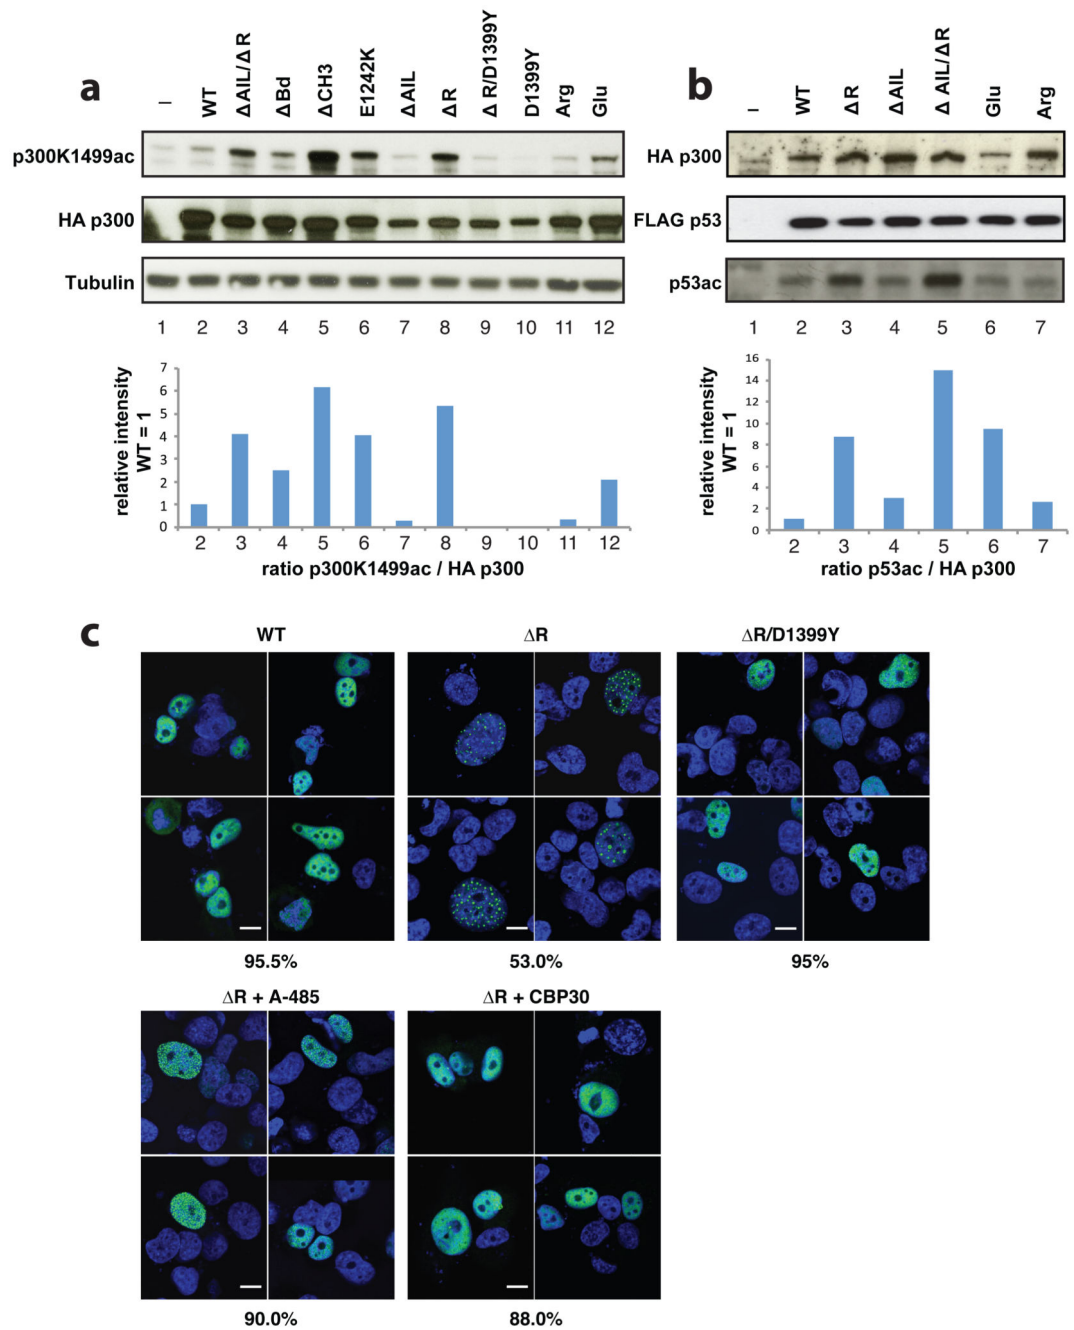 a
–
WT
Δ AIL/Δ R
ΔBd
ΔCH3
E1242K
ΔAIL
ΔR
Δ R/D1399Y
D1399Y
Arg
Glu
p300K1499ac
HA p300
Tubulin
1 2 3 4 5 6 7 8 9 10 11 12
relative intensity
WT = 1
7
6
5
4
3
2
1
0
2 3 4 5 6 7 8 9 10 11 12
ratio p300K1499ac / HA p300
b
–
WT
Δ R
Δ AIL
Δ AIL/ΔR
Glu
Arg
HA p300
FLAG p53
p53ac
1 2 3 4 5 6 7
relative intensity
WT = 1
16
14
12
10
8
6
4
2
0
2 3 4 5 6 7
ratio p53ac / HA p300
c
WT
ΔR
ΔR/D1399Y
95.5%
53.0%
95%
ΔR + A-485
ΔR + CBP30
90.0%
88.0%